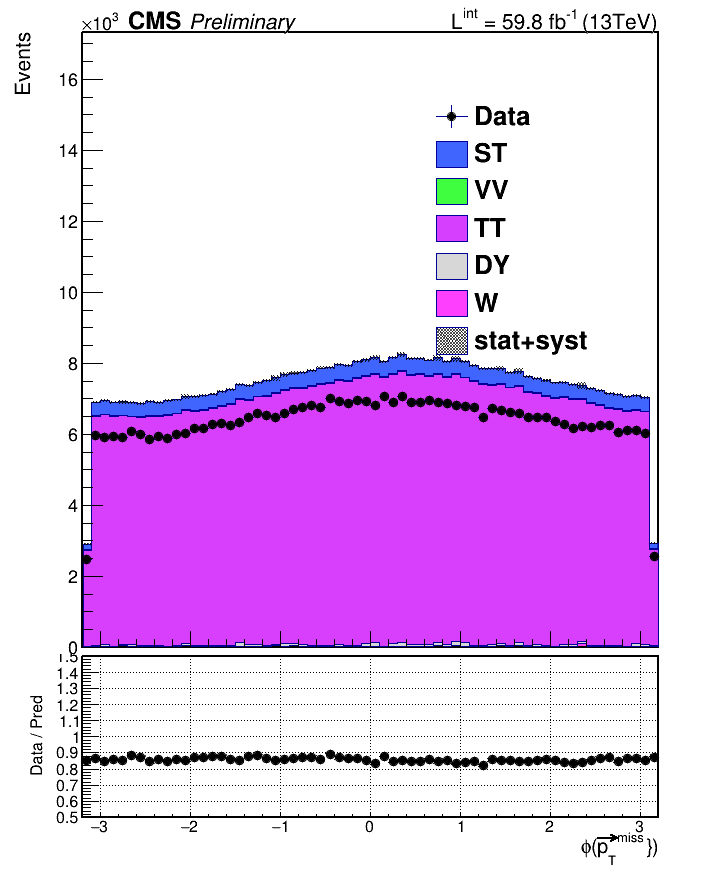 ×10³ CMS Preliminary L^int = 59.8 fb⁻¹ (13TeV)
Events
16
14
12
10
8
6
4
2
0
Data
ST
VV
TT
DY
W
stat+syst
Data / Pred
1.5
1.4
1.3
1.2
1.1
1
0.9
0.8
0.7
0.6
0.5
−3 −2 −1 0 1 2 3
ϕ(p⃗_T^miss})